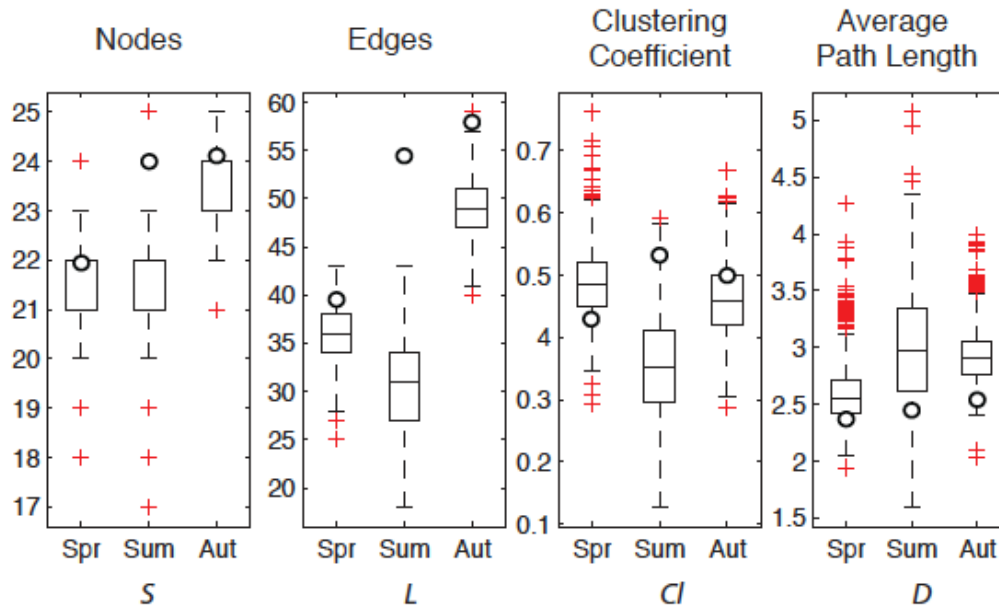 Nodes
Edges
Clustering
Coefficient
Average
Path Length
25
24
23
22
21
20
19
18
17
Spr Sum Aut
S
60
55
50
45
40
35
30
25
20
Spr Sum Aut
L
0.7
0.6
0.5
0.4
0.3
0.2
0.1
Spr Sum Aut
Cl
5
4.5
4
3.5
3
2.5
2
1.5
Spr Sum Aut
D